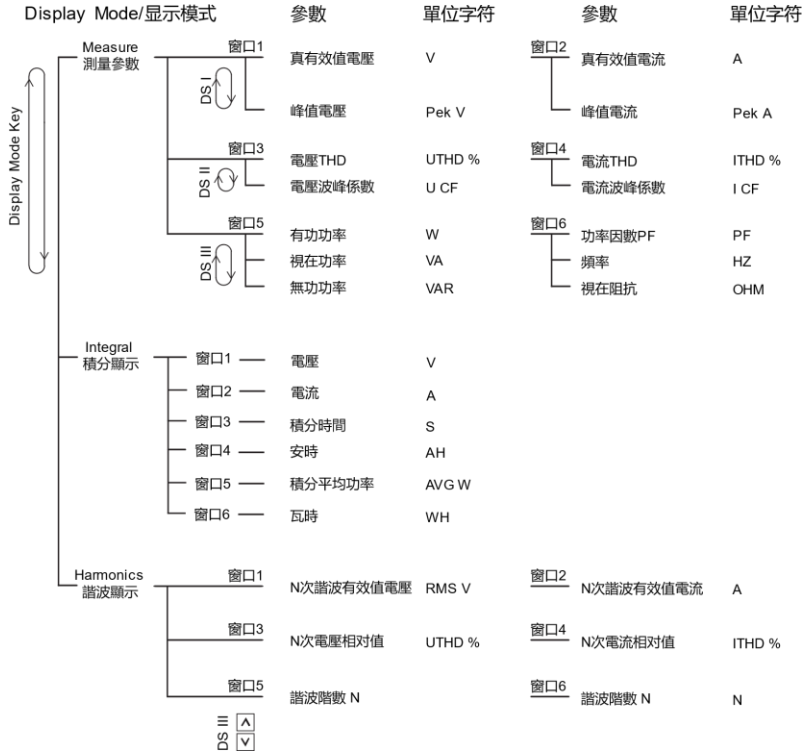 Display Mode/显示模式 參數 單位字符 參數 單位字符
Display Mode Key
Measure
測量參數
窗口1 真有效值電壓 V 窗口2 真有效值電流 A
DS I
峰值電壓 Pek V 峰值電流 Pek A
窗口3 電壓THD UTHD % 窗口4 電流THD ITHD %
DS II
電壓波峰係數 U CF 電流波峰係數 I CF
窗口5 有功功率 W 窗口6 功率因數PF PF
DS III
視在功率 VA 頻率 HZ
無功功率 VAR 視在阻抗 OHM
Integral
積分顯示
窗口1 電壓 V
窗口2 電流 A
窗口3 積分時間 S
窗口4 安時 AH
窗口5 積分平均功率 AVG W
窗口6 瓦時 WH
Harmonics
諧波顯示
窗口1 N次諧波有效值電壓 RMS V 窗口2 N次諧波有效值電流 A
窗口3 N次電壓相对值 UTHD % 窗口4 N次電流相对值 ITHD %
窗口5 諧波階數 N 窗口6 諧波階數 N N
DS III